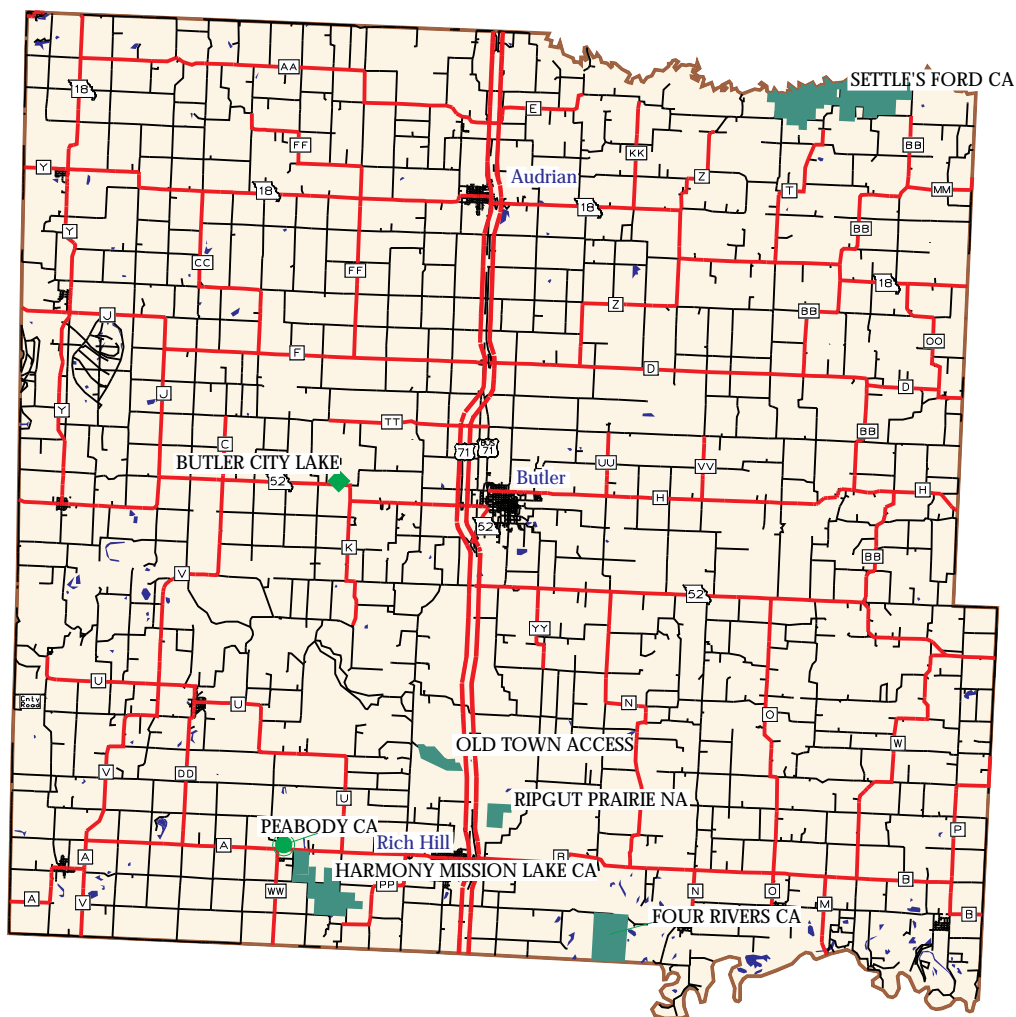 SETTLE'S FORD CA
AA
18
E
FF
BB
KK
Y
Audrian
Z
T
MM
18
18
Y
BB
CC
FF
18
Z
BB
J
OO
F
D
D
J
Y
TT
BB
C
71
BUS 71
BUTLER CITY LAKE
UU
VV
52
Butler
H
H
52
K
BB
V
52
YY
U
Cnty Road
U
N
O
W
OLD TOWN ACCESS
V
DD
U
RIPGUT PRAIRIE NA
PEABODY CA
P
A
Rich Hill
A
B
HARMONY MISSION LAKE CA
PP
B
A
V
WW
N
O
M
B
FOUR RIVERS CA